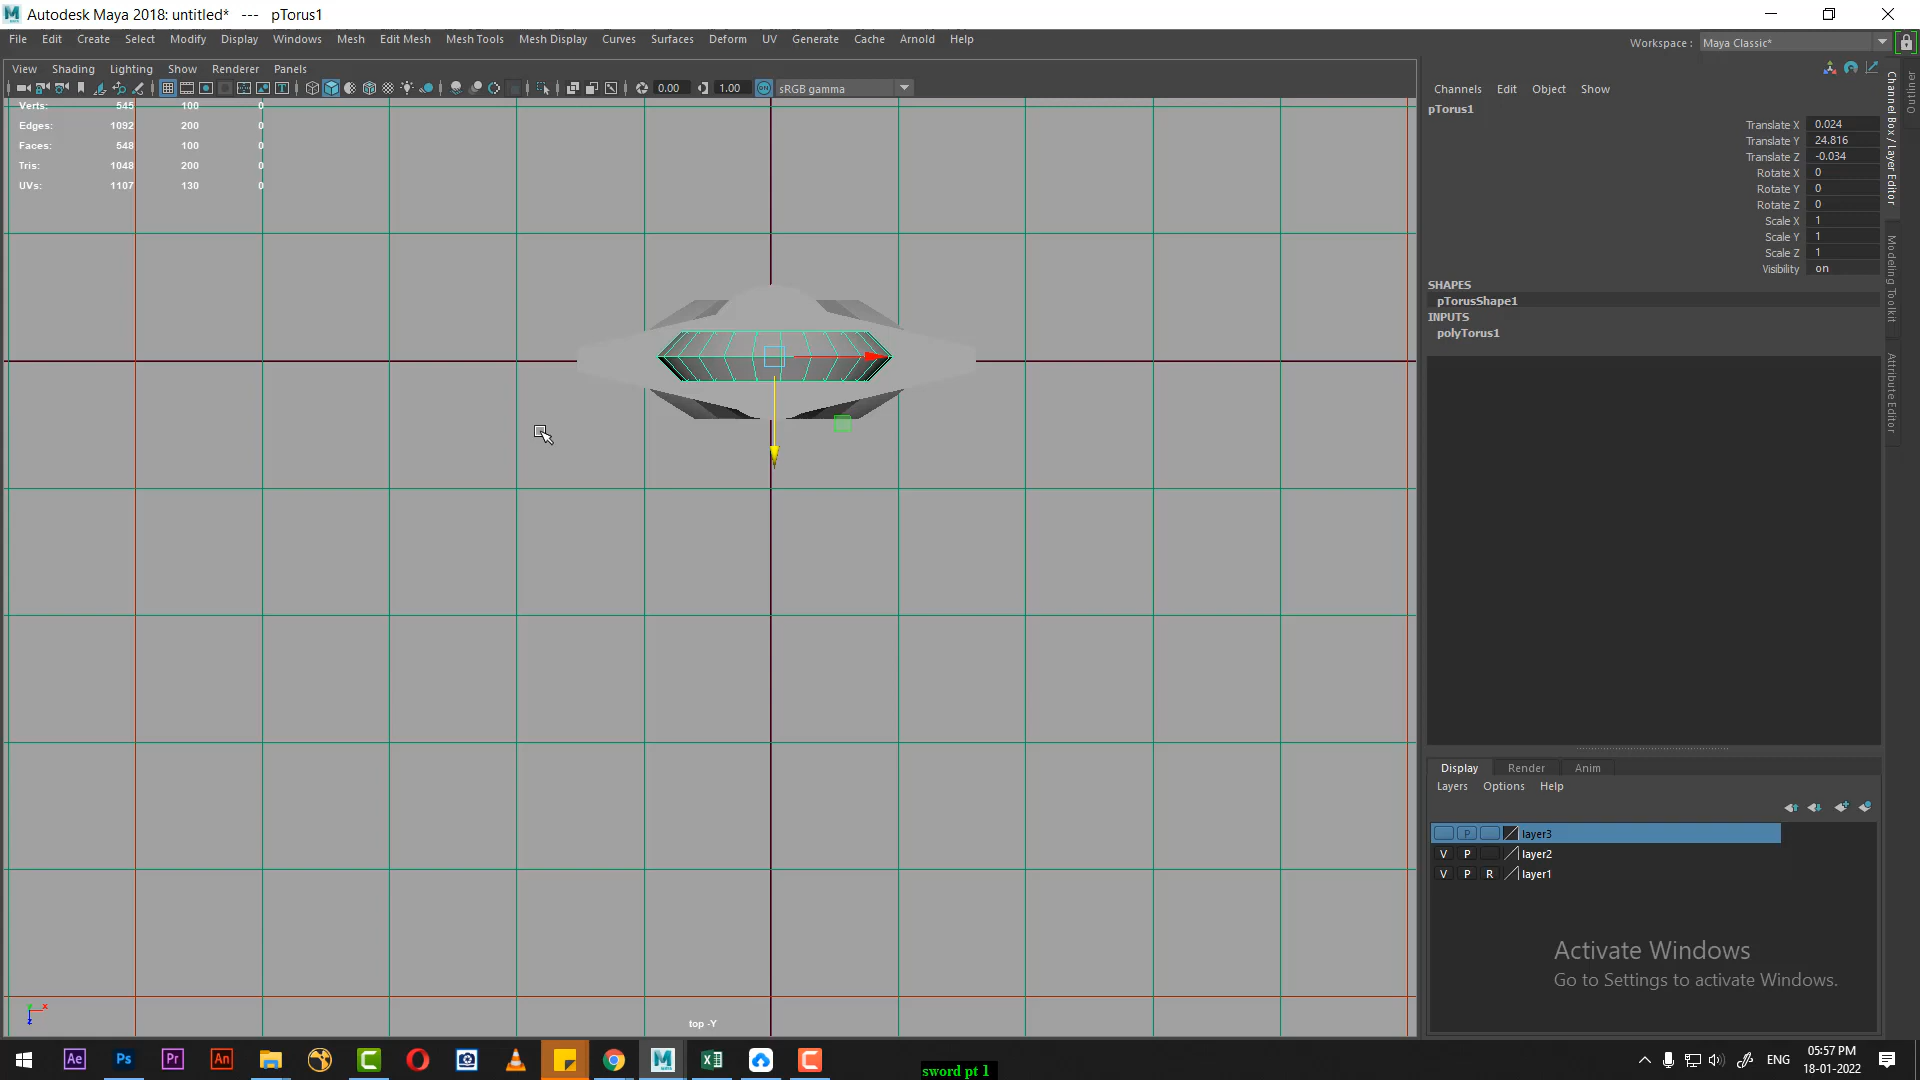 Autodesk Maya 2018: untitled*   ---   pTorus1
File Edit Create Select Modify Display Windows Mesh Edit Mesh Mesh Tools Mesh Display Curves Surfaces Deform UV Generate Cache Arnold Help
Workspace : Maya Classic*
View Shading Lighting Show Renderer Panels
0.00 1.00 sRGB gamma
Verts: 545 100 0
Edges: 1092 200 0
Faces: 548 100 0
Tris: 1048 200 0
UVs: 1107 130 0
top -Y
Channels Edit Object Show
pTorus1
Translate X 0.024
Translate Y 24.816
Translate Z -0.034
Rotate X 0
Rotate Y 0
Rotate Z 0
Scale X 1
Scale Y 1
Scale Z 1
Visibility on
SHAPES
pTorusShape1
INPUTS
polyTorus1
Channel Box / Layer Editor
Modeling Toolkit
Attribute Editor
Outliner
Display Render Anim
Layers Options Help
P layer3
V P layer2
V P R layer1
Activate Windows
Go to Settings to activate Windows.
Ae Ps Pr An
sword pt 1
ENG
05:57 PM
18-01-2022